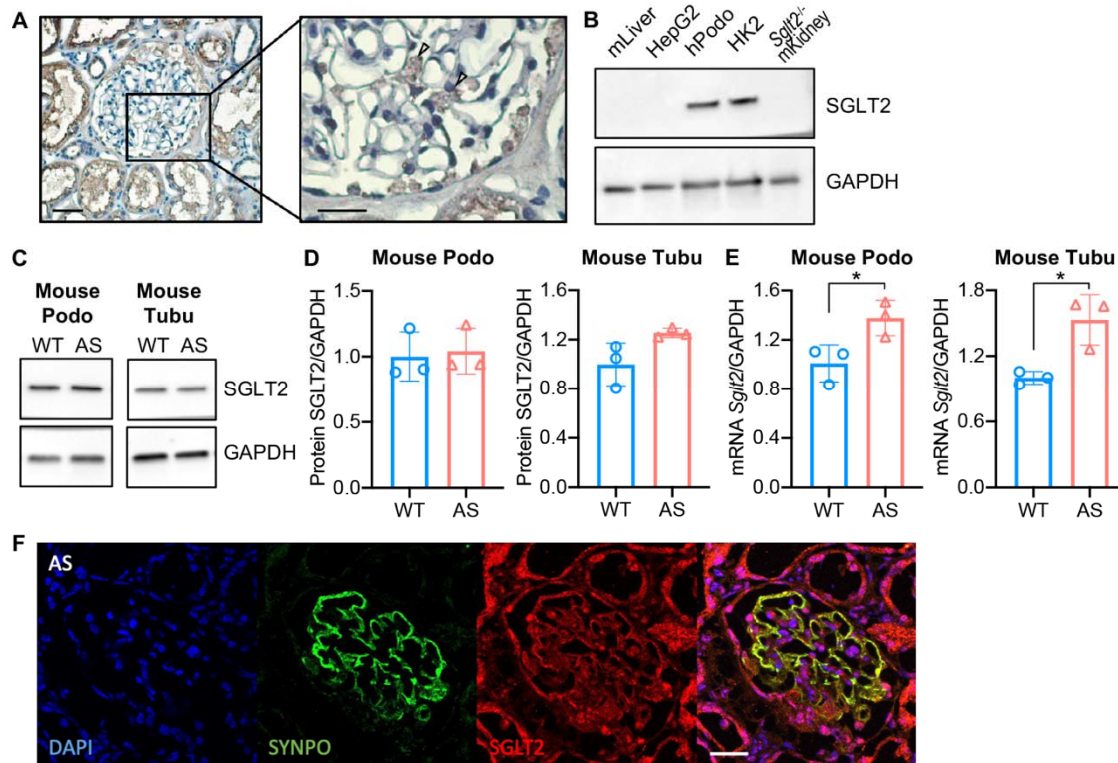 A
B
mLiver
HepG2
hPodo
HK2
Sglt2-/-
mKidney
SGLT2
GAPDH
C
Mouse Podo
Mouse Tubu
WT AS
WT AS
SGLT2
GAPDH
D
Mouse Podo
Protein SGLT2/GAPDH
1.5
1.0
0.5
0.0
WT AS
Mouse Tubu
Protein SGLT2/GAPDH
1.6
1.2
0.8
0.4
0.0
WT AS
E
Mouse Podo
mRNA Sglt2/GAPDH
*
1.6
1.2
0.8
0.4
0.0
WT AS
Mouse Tubu
mRNA Sglt2/GAPDH
*
1.8
1.2
0.6
0.0
WT AS
F
AS
DAPI
SYNPO
SGLT2